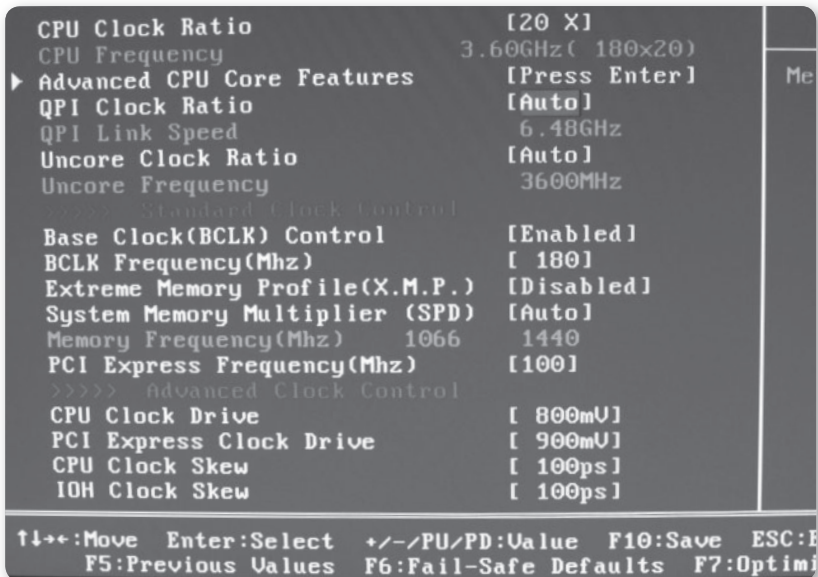 CPU Clock Ratio [20 X]
CPU Frequency 3.60GHz( 180x20)
Advanced CPU Core Features [Press Enter] Me
QPI Clock Ratio [Auto]
QPI Link Speed 6.48GHz
Uncore Clock Ratio [Auto]
Uncore Frequency 3600MHz
>>>>> Standard Clock Control
Base Clock(BCLK) Control [Enabled]
BCLK Frequency(Mhz) [ 180]
Extreme Memory Profile(X.M.P.) [Disabled]
System Memory Multiplier (SPD) [Auto]
Memory Frequency(Mhz) 1066 1440
PCI Express Frequency(Mhz) [100]
>>>>> Advanced Clock Control
CPU Clock Drive [ 800mV]
PCI Express Clock Drive [ 900mV]
CPU Clock Skew [ 100ps]
IOH Clock Skew [ 100ps]
↑↓→←:Move Enter:Select +/-/PU/PD:Value F10:Save ESC:E
F5:Previous Values F6:Fail-Safe Defaults F7:Optimi